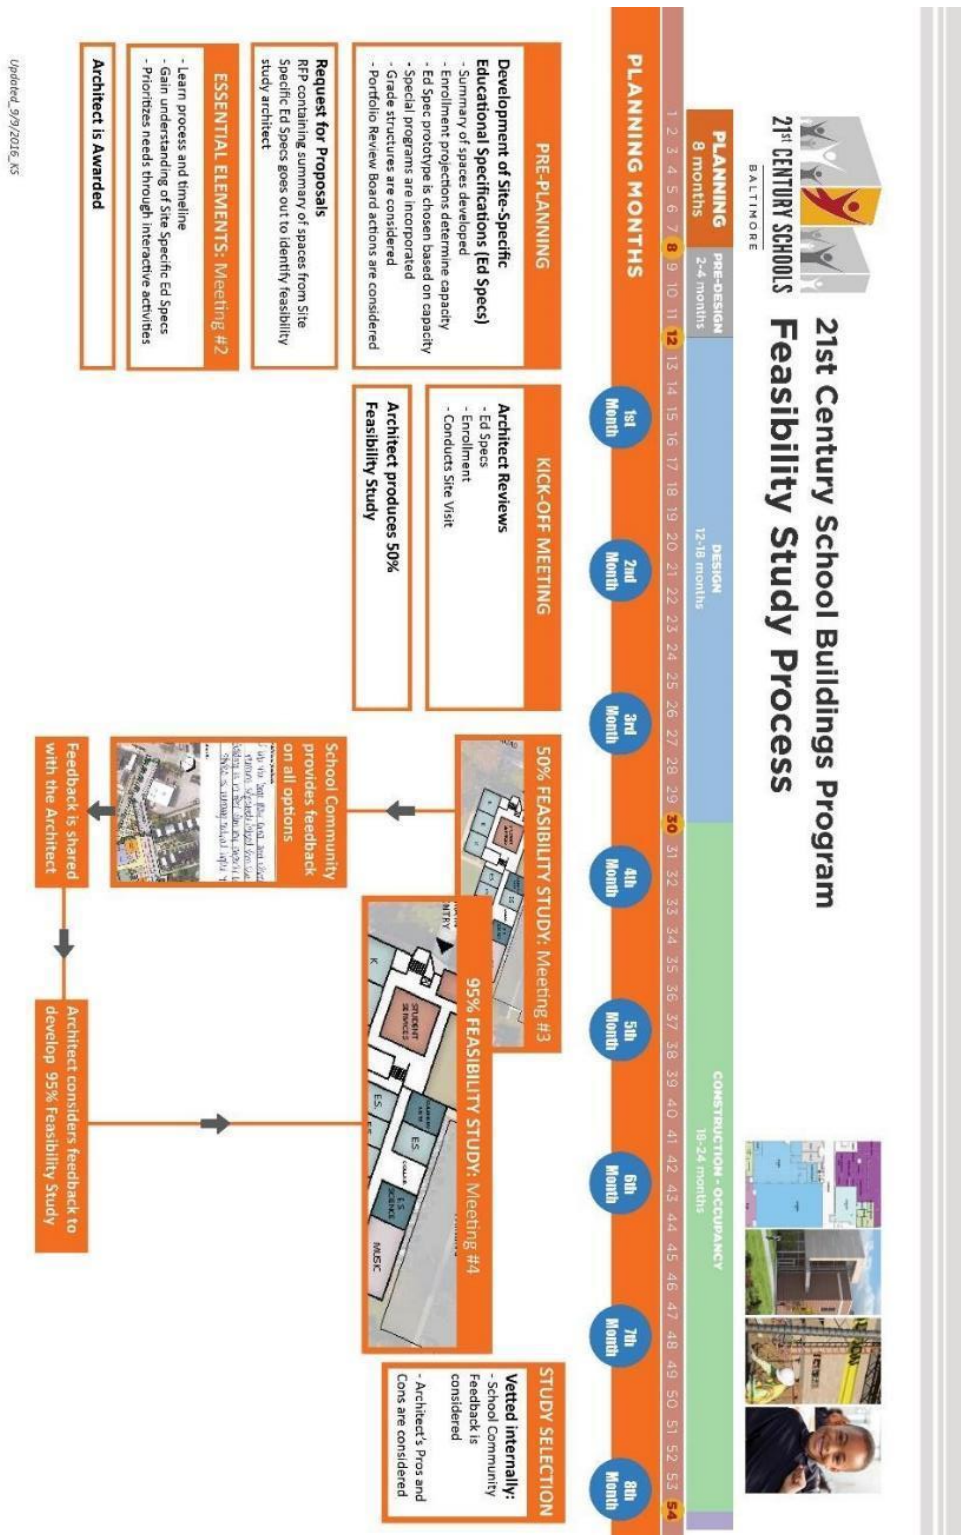 21st CENTURY SCHOOLS
BALTIMORE
21st Century School Buildings Program
Feasibility Study Process
PLANNING
8 months
PRE-DESIGN
2-4 months
DESIGN
12-18 months
CONSTRUCTION - OCCUPANCY
18-24 months
1 2 3 4 5 6 7 8 9 10 11 12 13 14 15 16 17 18 19 20 21 22 23 24 25 26 27 28 29 30 31 32 33 34 35 36 37 38 39 40 41 42 43 44 45 46 47 48 49 50 51 52 53 54
PLANNING MONTHS
1st
Month
2nd
Month
3rd
Month
4th
Month
5th
Month
6th
Month
7th
Month
8th
Month
PRE-PLANNING
Development of Site-Specific
Educational Specifications (Ed Specs)
- Summary of spaces developed
- Enrollment projections determine capacity
- Ed Spec prototype is chosen based on capacity
- Special programs are incorporated
- Grade structures are considered
- Portfolio Review Board actions are considered
Request for Proposals
RFP containing summary of spaces from Site
Specific Ed Specs goes out to identify feasibility
study architect
ESSENTIAL ELEMENTS: Meeting #2
- Learn process and timeline
- Gain understanding of Site Specific Ed Specs
- Prioritizes needs through interactive activities
Architect is Awarded
KICK-OFF MEETING
Architect Reviews
- Ed Specs
- Enrollment
- Conducts Site Visit
Architect produces 50%
Feasibility Study
50% FEASIBILITY STUDY: Meeting #3
School Community
provides feedback
on all options
Feedback is shared
with the Architect
Architect considers feedback to
develop 95% Feasibility Study
95% FEASIBILITY STUDY: Meeting #4
NTRY
K
STUDENT
SERVICES
E.S.
E.S.
COLLAB.
E.S.
SCIENCE
MUSIC
STUDY SELECTION
Vetted internally:
- School Community
Feedback is
considered
- Architect's Pros and
Cons are considered
Updated_9/9/2016_KS